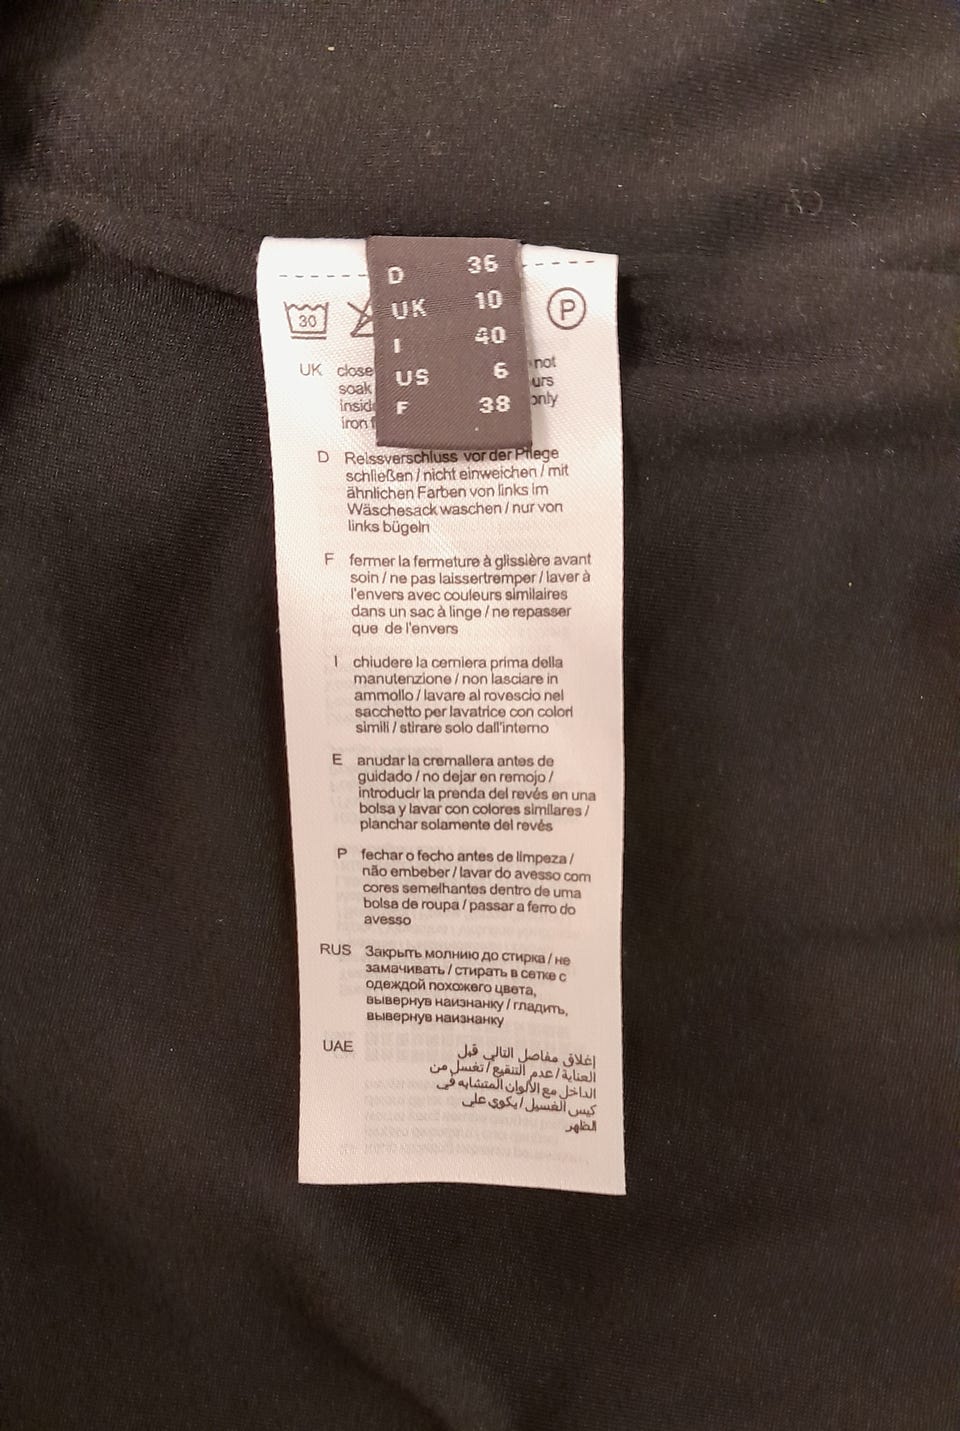 D 36
UK 10
I 40
US 6
F 38
30
P
UK close not
soak
only
iron
D Reissverschluss vor der Pflege
schließen / nicht einweichen / mit
ähnlichen Farben von links im
Wäschesack waschen / nur von
links bügeln
F fermer la fermeture à glissière avant
soin / ne pas laissertremper / laver à
l'envers avec couleurs similaires
dans un sac à linge / ne repasser
que de l'envers
I chiudere la cerniera prima della
manutenzione / non lasciare in
ammollo / lavare al rovescio nel
sacchetto per lavatrice con colori
simili / stirare solo dall'interno
E anudar la cremallera antes de
guidado / no dejar en remojo /
introducir la prenda del revés en una
bolsa y lavar con colores similares /
planchar solamente del revés
P fechar o fecho antes de limpeza /
não embeber / lavar do avesso com
cores semelhantes dentro de uma
bolsa de roupa / passar a ferro do
avesso
RUS Закрыть молнию до стирка / не
замачивать / стирать в сетке с
одеждой похожего цвета,
вывернув наизнанку / гладить,
вывернув наизнанку
UAE إغلاق مفاصل التالي قبل
العناية / عدم التنقيع / تغسل من
الداخل مع الألوان المتشابه في
كيس الغسيل / يكوي على
الظهر